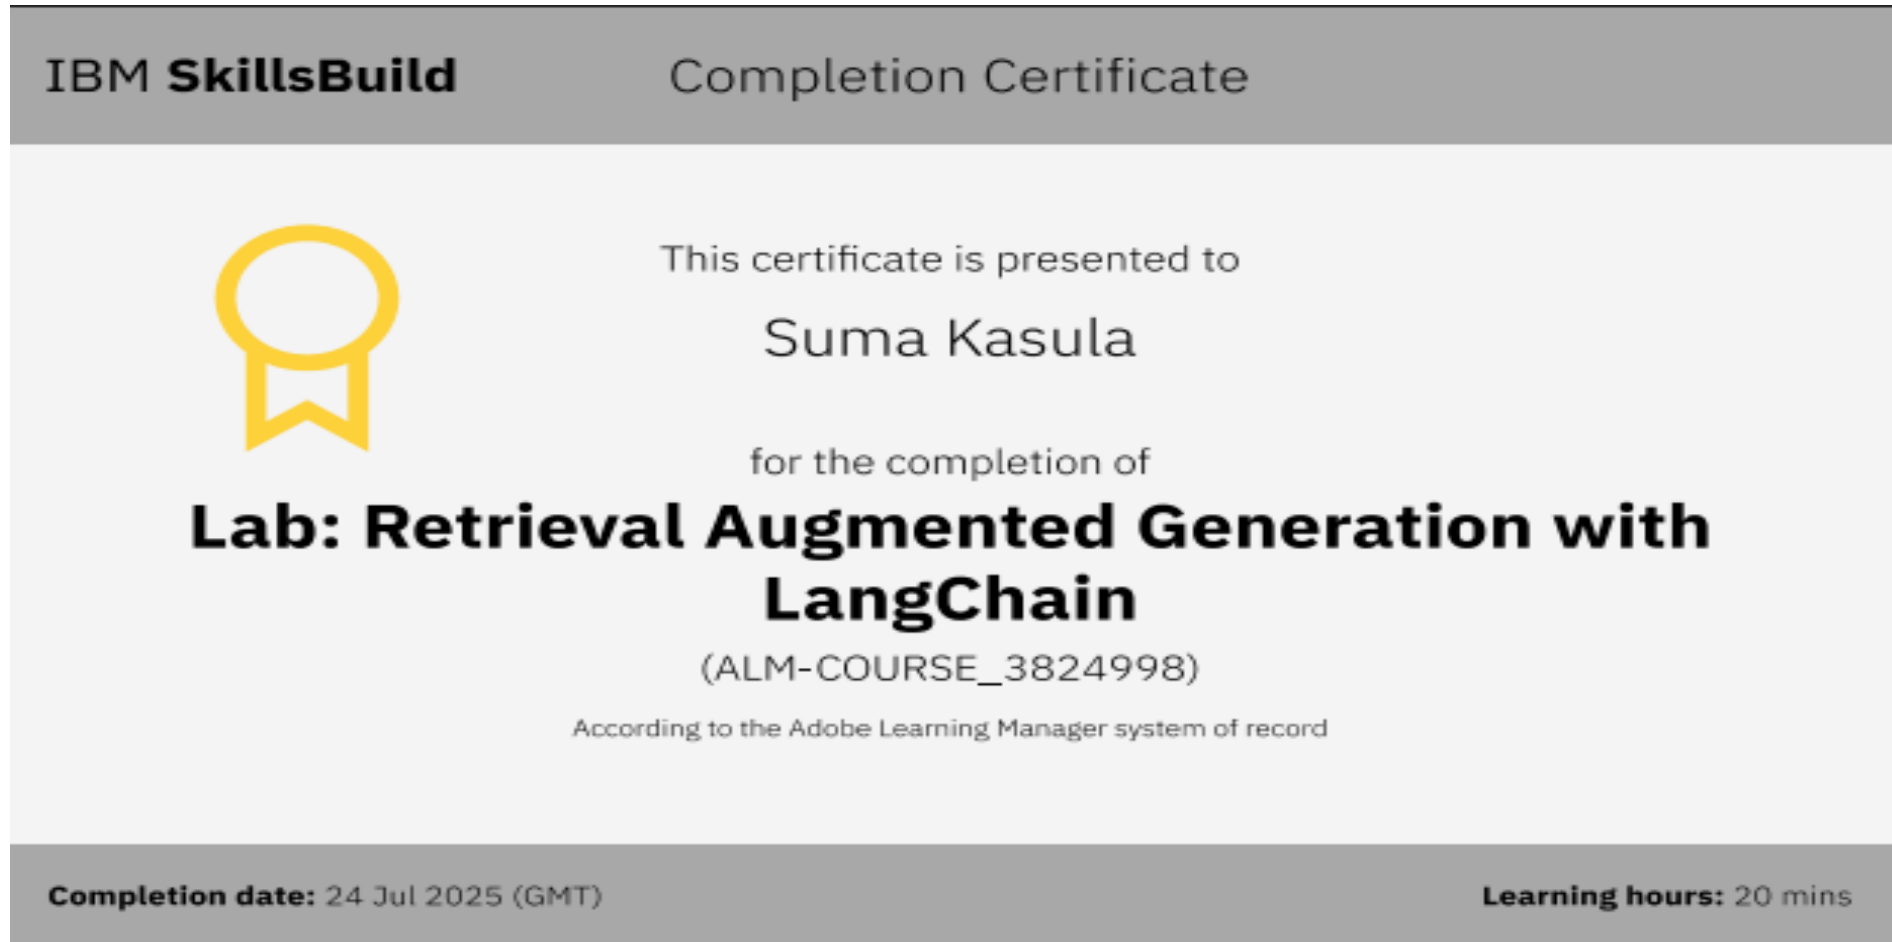 IBM SkillsBuild
Completion Certificate
This certificate is presented to
Suma Kasula
for the completion of
Lab: Retrieval Augmented Generation with
LangChain
(ALM-COURSE_3824998)
According to the Adobe Learning Manager system of record
Completion date: 24 Jul 2025 (GMT)
Learning hours: 20 mins